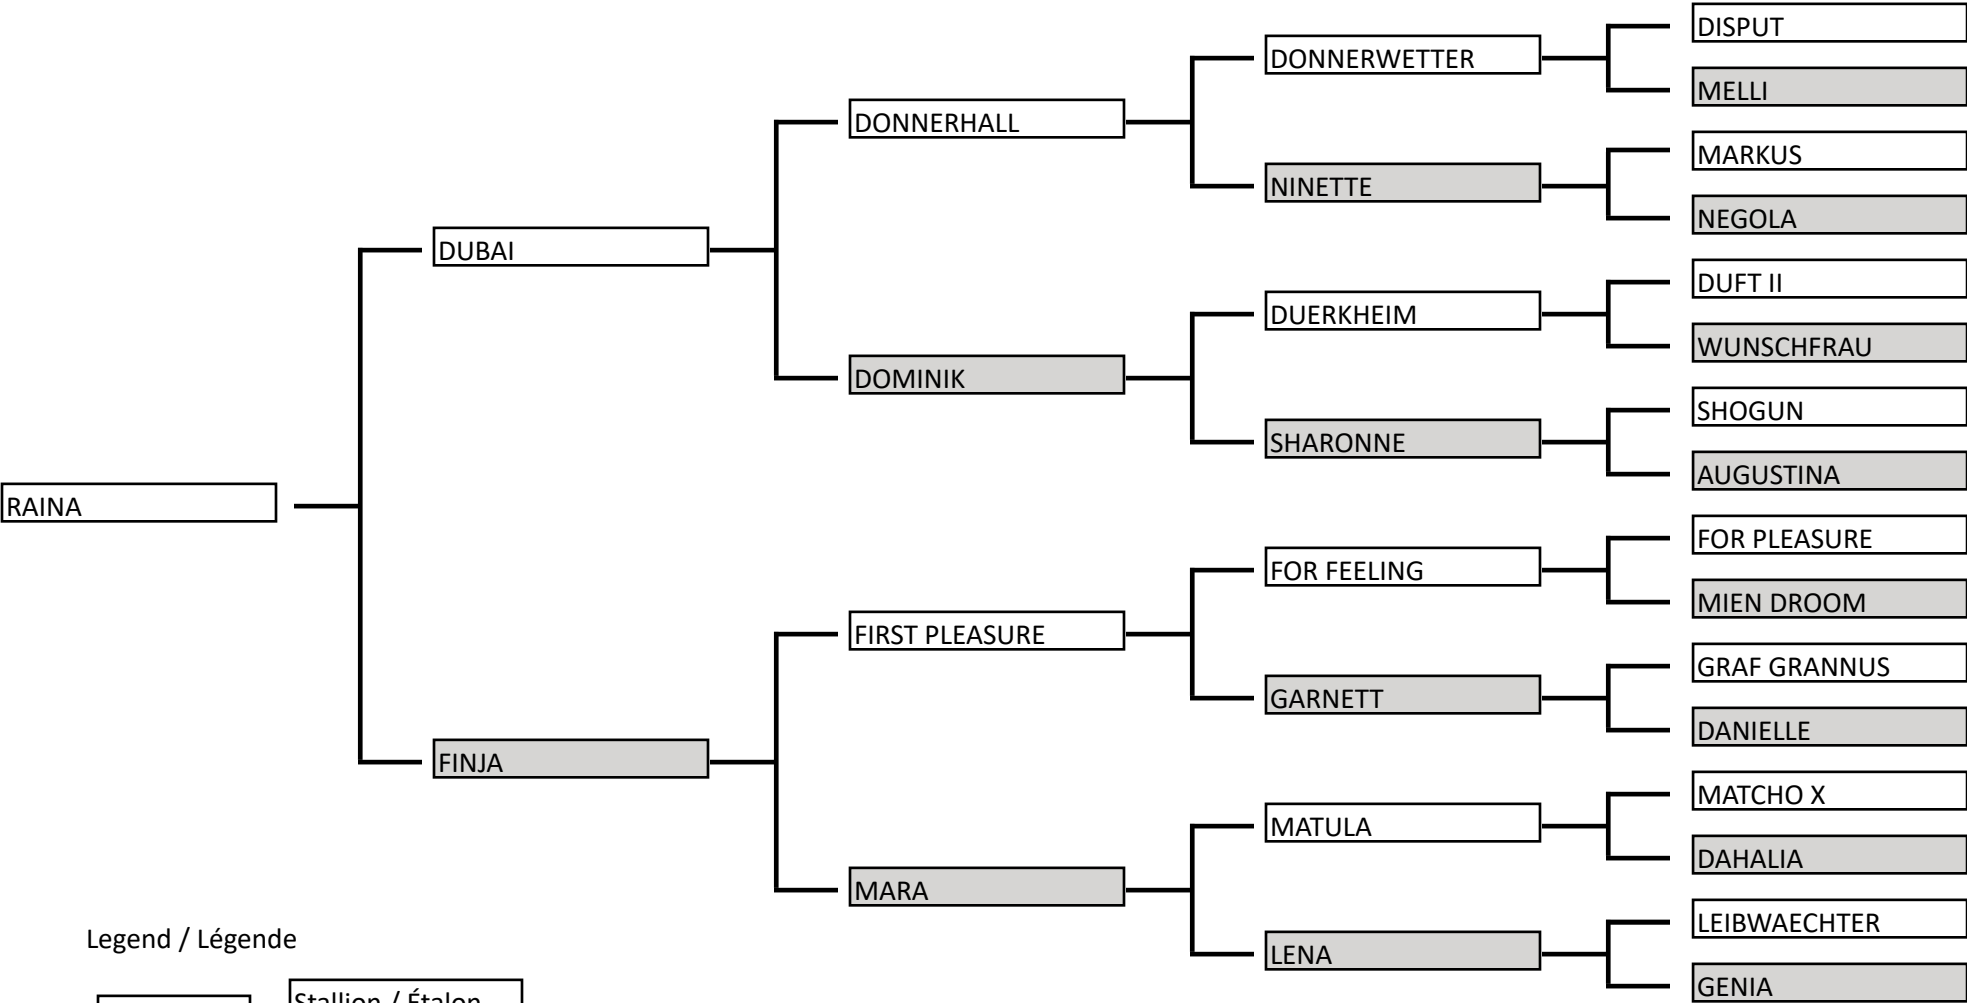 RAINA
DUBAI
FINJA
DONNERHALL
DOMINIK
FIRST PLEASURE
MARA
DONNERWETTER
NINETTE
DUERKHEIM
SHARONNE
FOR FEELING
GARNETT
MATULA
LENA
DISPUT
MELLI
MARKUS
NEGOLA
DUFT II
WUNSCHFRAU
SHOGUN
AUGUSTINA
FOR PLEASURE
MIEN DROOM
GRAF GRANNUS
DANIELLE
MATCHO X
DAHALIA
LEIBWAECHTER
GENIA
Legend / Légende
Stallion / Étalon